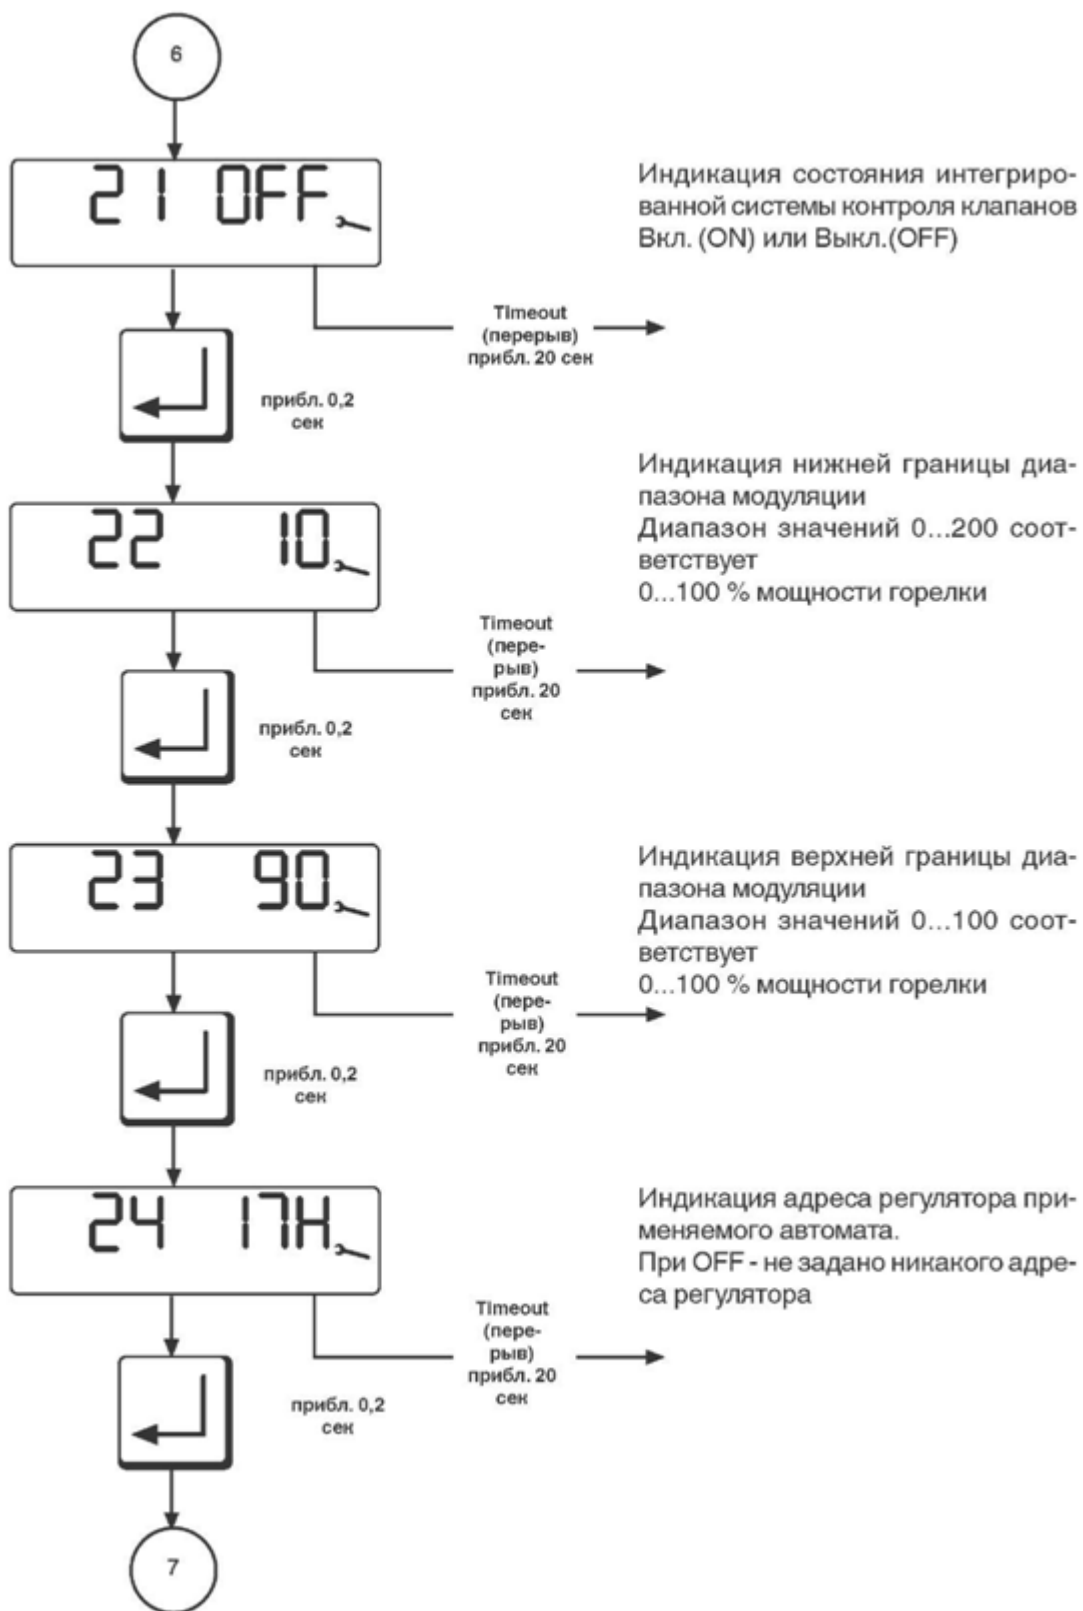 6
21 OFF
Индикация состояния интегриро-
ванной системы контроля клапанов
Вкл. (ON) или Выкл.(OFF)
Timeout
(перерыв)
прибл. 20 сек
прибл. 0,2
сек
22 10
Индикация нижней границы диа-
пазона модуляции
Диапазон значений 0...200 соот-
ветствует
0...100 % мощности горелки
Timeout
(пере-
рыв)
прибл. 20
сек
прибл. 0,2
сек
23 90
Индикация верхней границы диа-
пазона модуляции
Диапазон значений 0...100 соот-
ветствует
0...100 % мощности горелки
Timeout
(пере-
рыв)
прибл. 20
сек
прибл. 0,2
сек
24 17H
Индикация адреса регулятора при-
меняемого автомата.
При OFF - не задано никакого адре-
са регулятора
Timeout
(пере-
рыв)
прибл. 20
сек
прибл. 0,2
сек
7